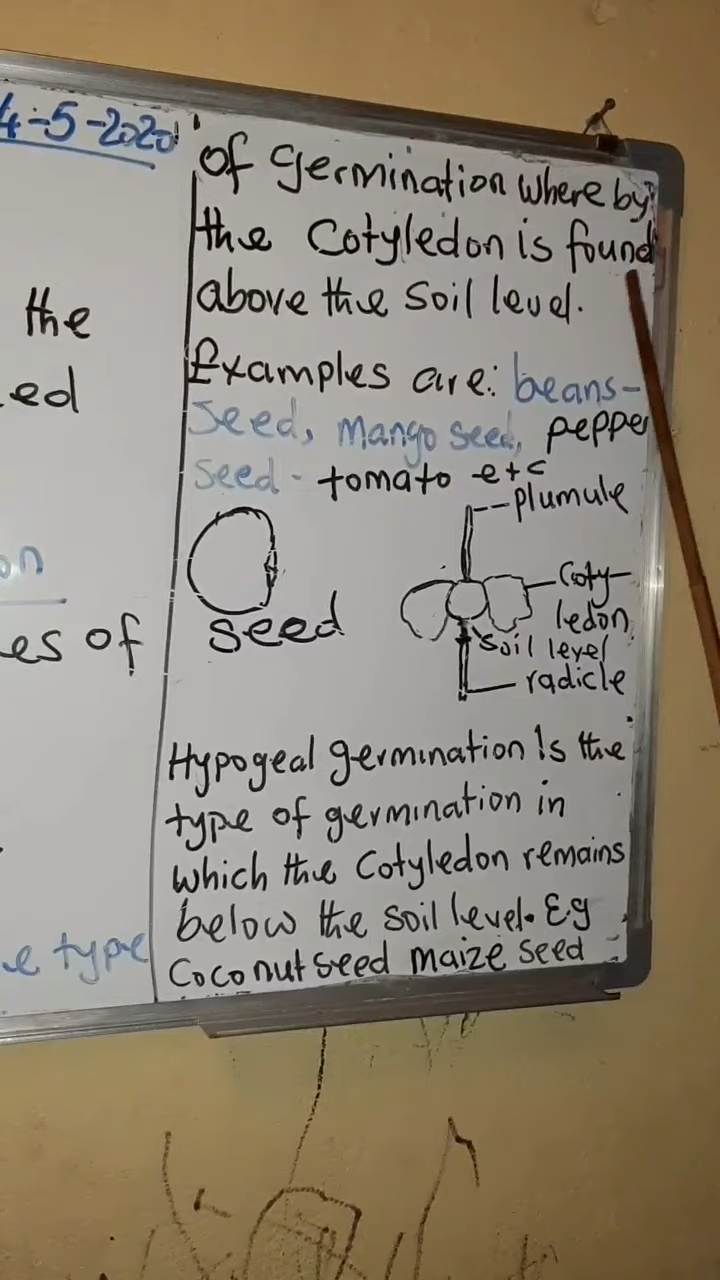 4-5-2020
the
ed
on
es of
e type
of germination where by
the Cotyledon is found
above the soil level.
Examples are: beans-
seed, Mango seed, pepper
seed - tomato etc
plumule
Coty-
ledon
seed
soil level
radicle
Hypogeal germination is the
type of germination in
which the Cotyledon remains
below the soil level. Eg
Coconut seed maize seed